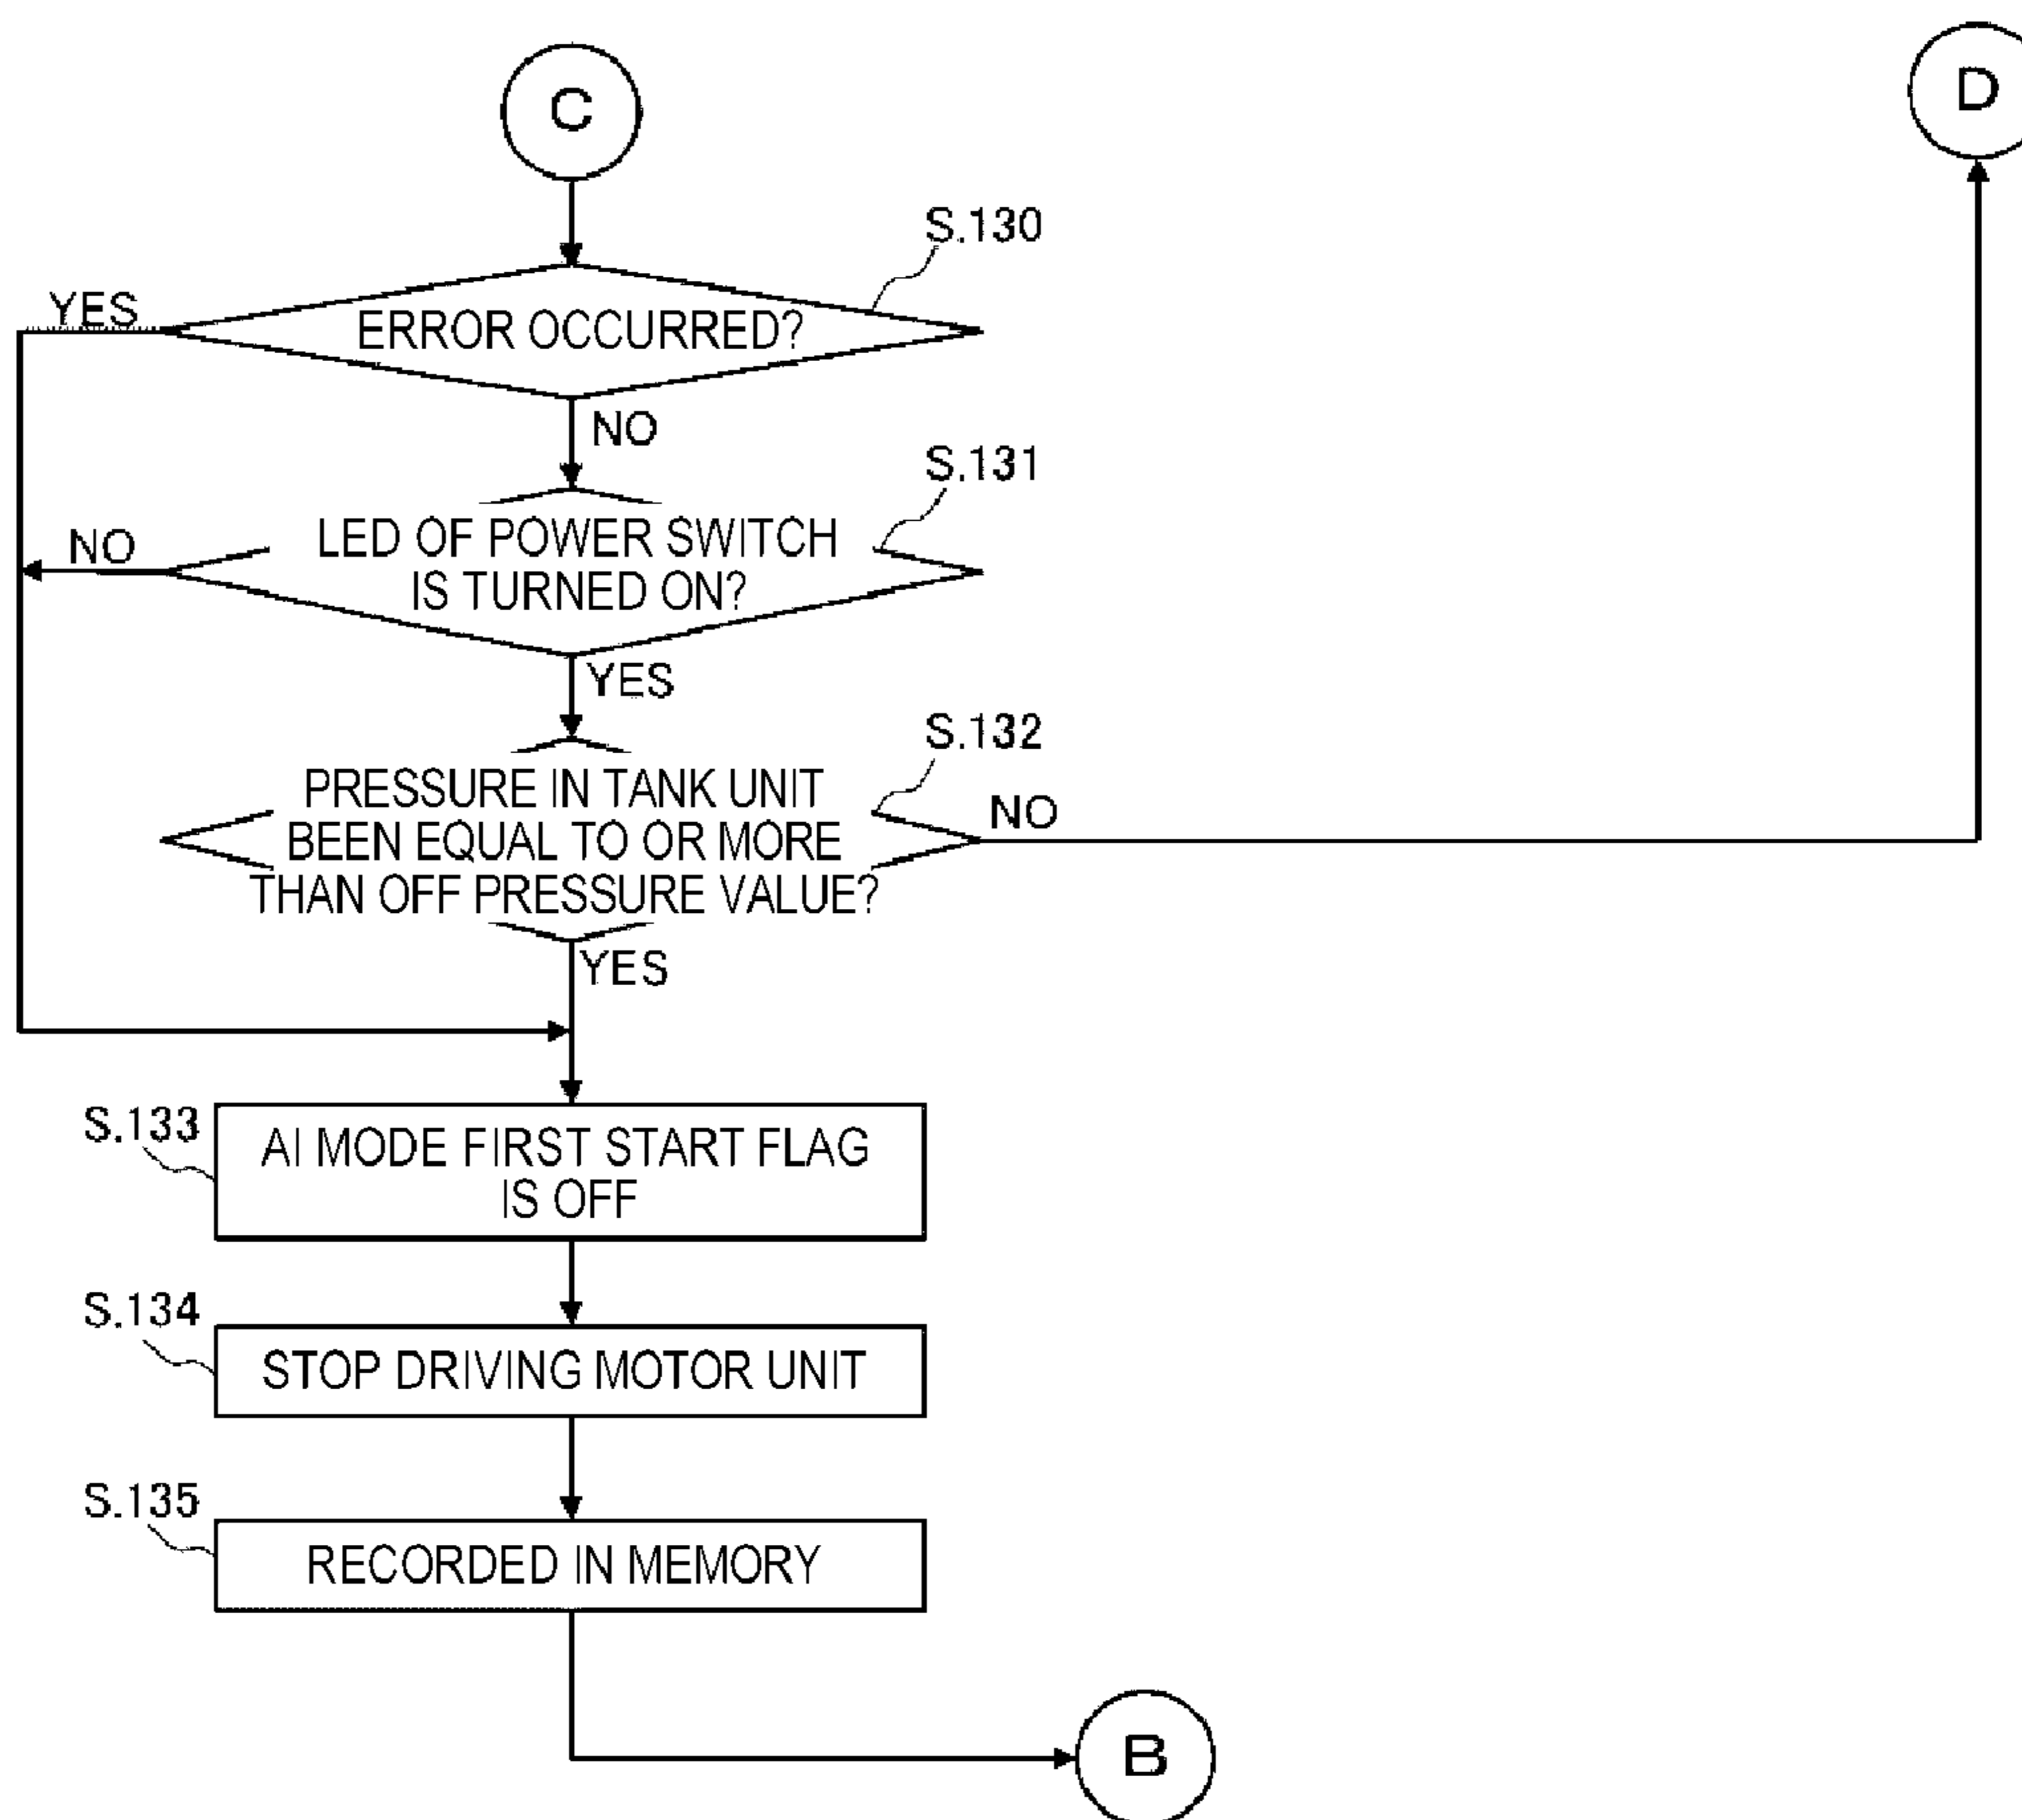 C
D
S.130
YES
ERROR OCCURRED?
NO
S.131
NO
LED OF POWER SWITCH
IS TURNED ON?
YES
S.132
PRESSURE IN TANK UNIT
BEEN EQUAL TO OR MORE
THAN OFF PRESSURE VALUE?
NO
YES
S.133
AI MODE FIRST START FLAG
IS OFF
S.134
STOP DRIVING MOTOR UNIT
S.135
RECORDED IN MEMORY
B